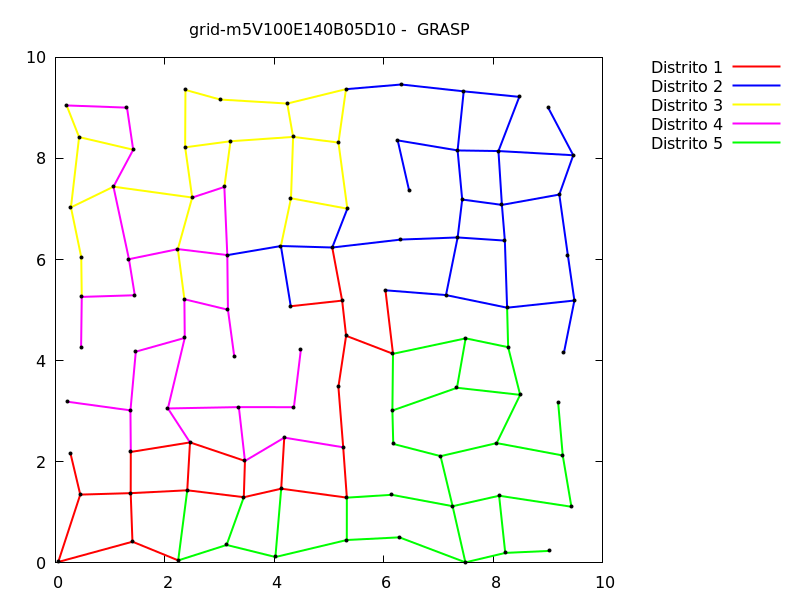 grid-m5V100E140B05D10 - GRASP
Distrito 1
Distrito 2
Distrito 3
Distrito 4
Distrito 5
10
8
6
4
2
0
0 2 4 6 8 10